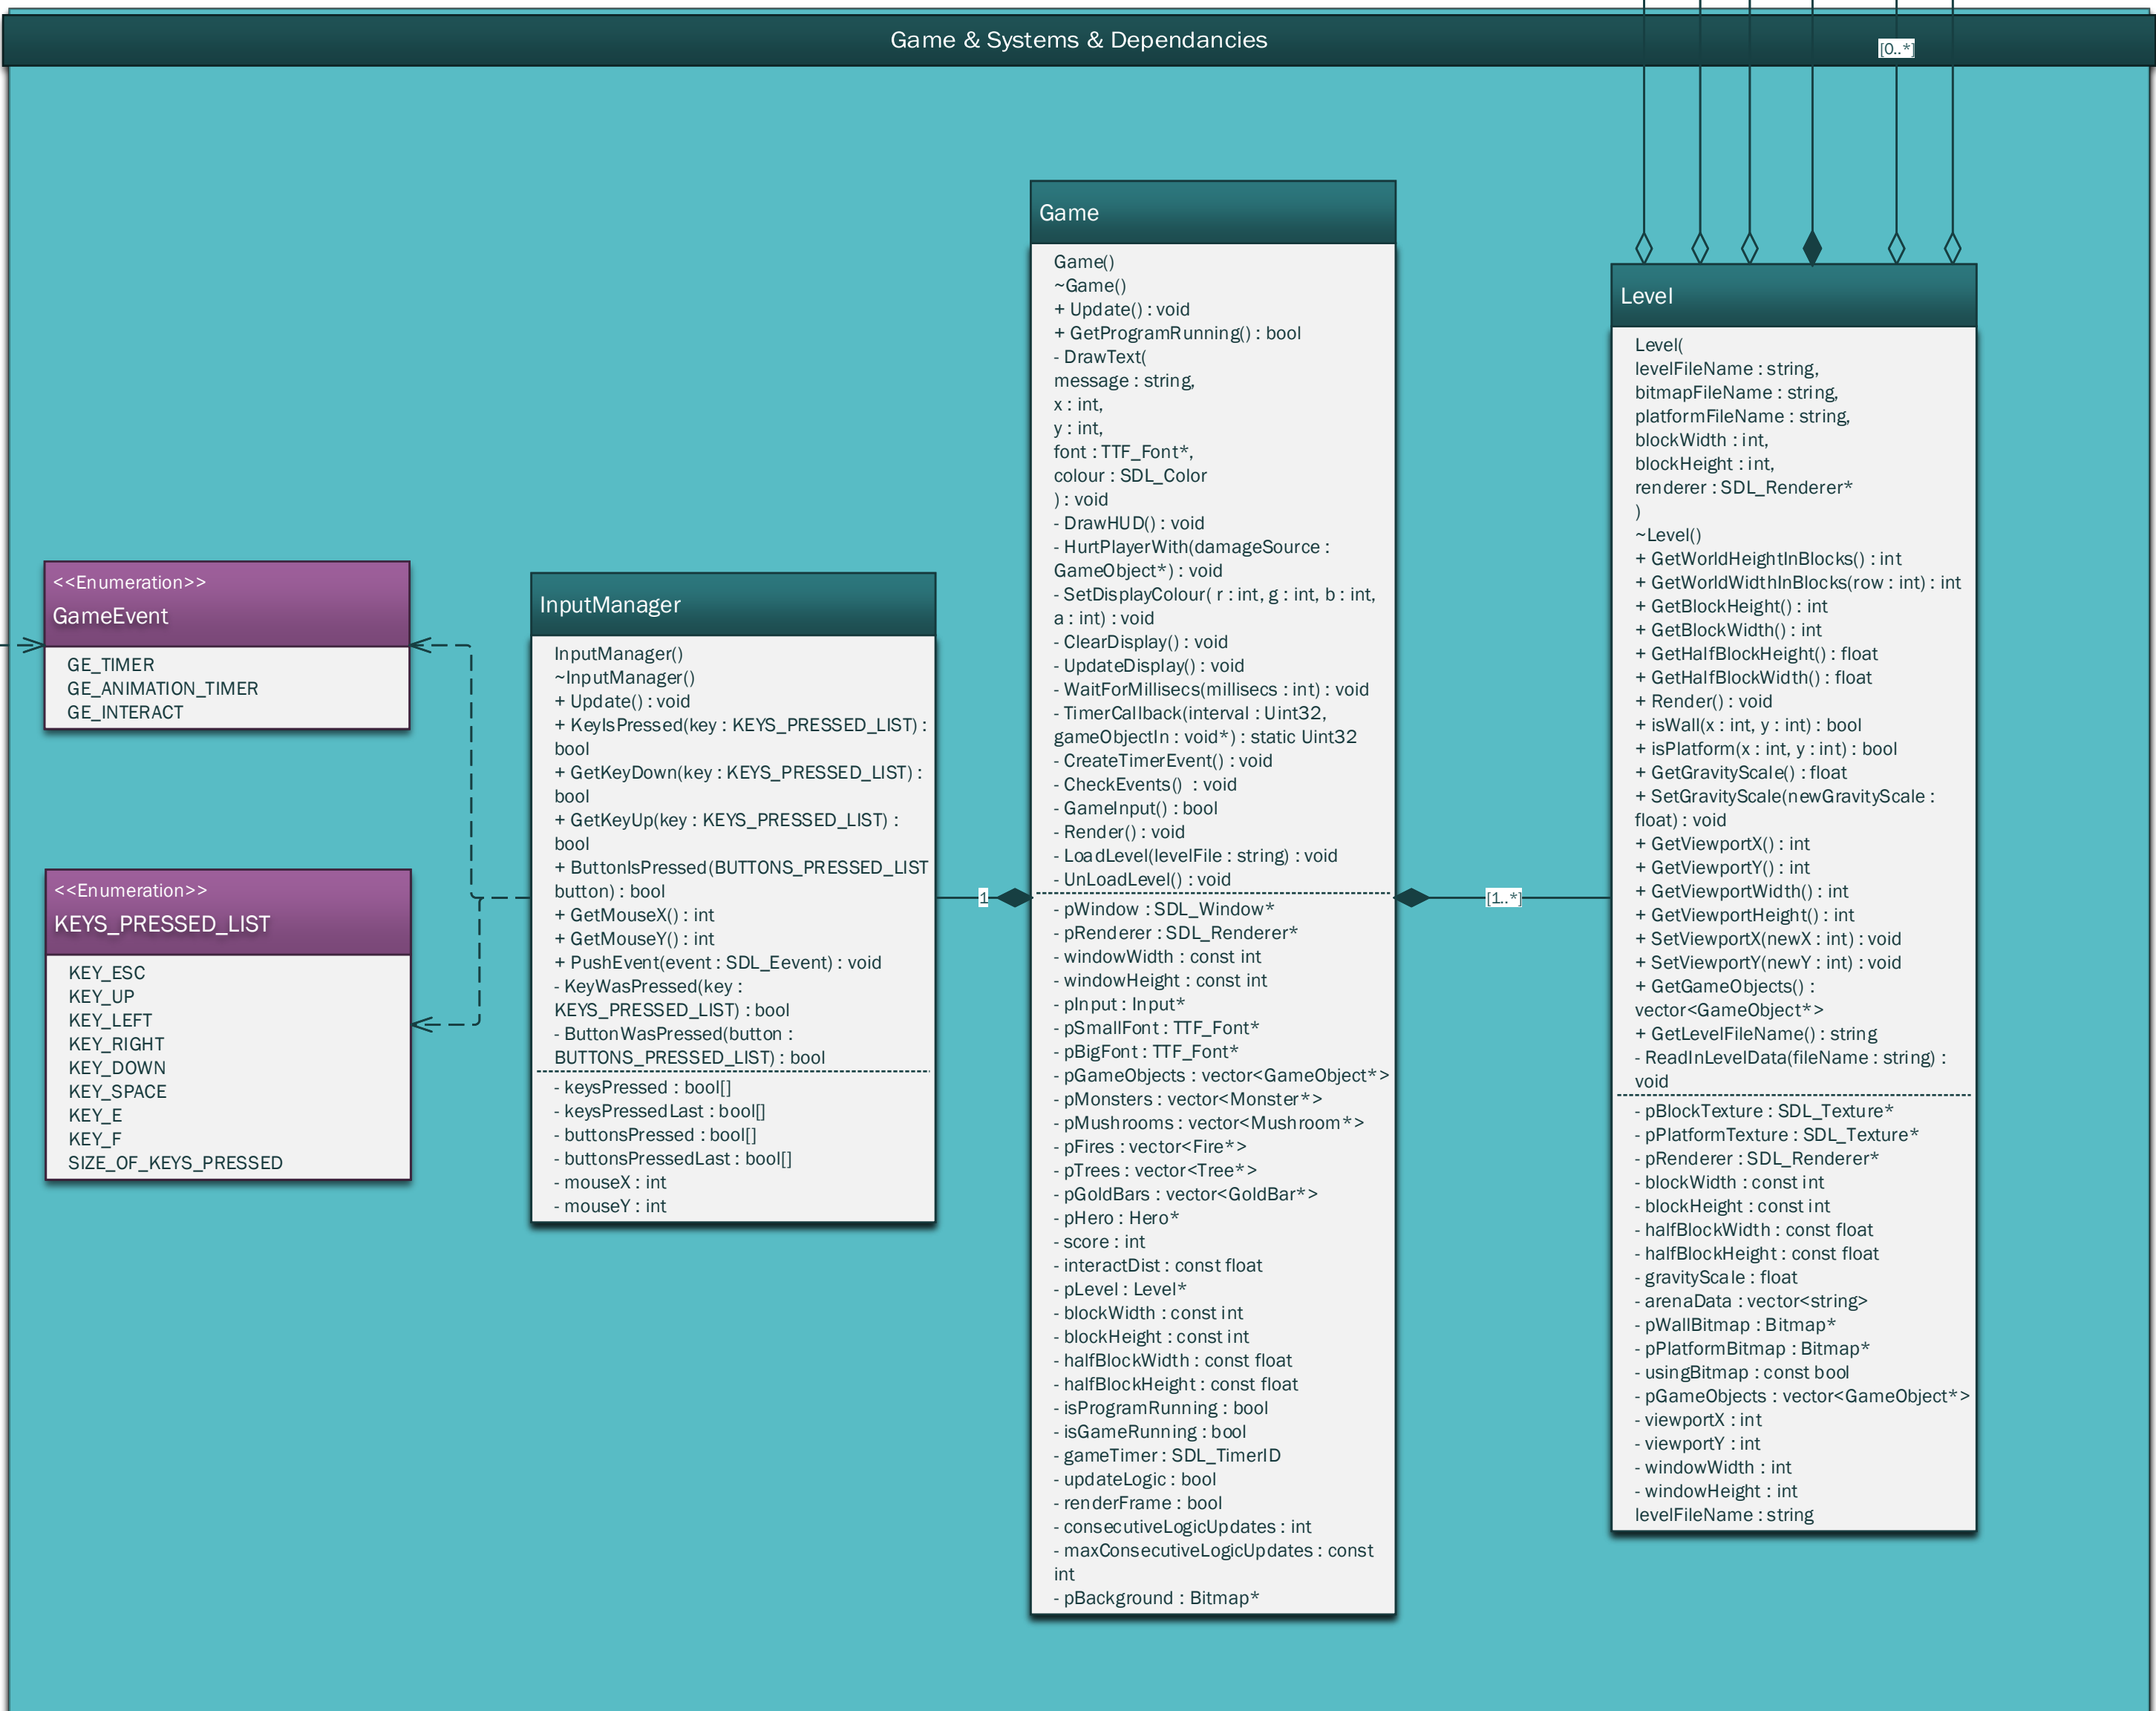 Game & Systems & Dependancies
[0..*]
<<Enumeration>>
GameEvent
GE_TIMER
GE_ANIMATION_TIMER
GE_INTERACT
<<Enumeration>>
KEYS_PRESSED_LIST
KEY_ESC
KEY_UP
KEY_LEFT
KEY_RIGHT
KEY_DOWN
KEY_SPACE
KEY_E
KEY_F
SIZE_OF_KEYS_PRESSED
InputManager
InputManager()
~InputManager()
+ Update() : void
+ KeyIsPressed(key : KEYS_PRESSED_LIST) :
bool
+ GetKeyDown(key : KEYS_PRESSED_LIST) :
bool
+ GetKeyUp(key : KEYS_PRESSED_LIST) :
bool
+ ButtonIsPressed(BUTTONS_PRESSED_LIST
button) : bool
+ GetMouseX() : int
+ GetMouseY() : int
+ PushEvent(event : SDL_Eevent) : void
- KeyWasPressed(key :
KEYS_PRESSED_LIST) : bool
- ButtonWasPressed(button :
BUTTONS_PRESSED_LIST) : bool
- keysPressed : bool[]
- keysPressedLast : bool[]
- buttonsPressed : bool[]
- buttonsPressedLast : bool[]
- mouseX : int
- mouseY : int
1
Game
Game()
~Game()
+ Update() : void
+ GetProgramRunning() : bool
- DrawText(
message : string,
x : int,
y : int,
font : TTF_Font*,
colour : SDL_Color
) : void
- DrawHUD() : void
- HurtPlayerWith(damageSource :
GameObject*) : void
- SetDisplayColour( r : int, g : int, b : int,
a : int) : void
- ClearDisplay() : void
- UpdateDisplay() : void
- WaitForMillisecs(millisecs : int) : void
- TimerCallback(interval : Uint32,
gameObjectIn : void*) : static Uint32
- CreateTimerEvent() : void
- CheckEvents()  : void
- GameInput() : bool
- Render() : void
- LoadLevel(levelFile : string) : void
- UnLoadLevel() : void
- pWindow : SDL_Window*
- pRenderer : SDL_Renderer*
- windowWidth : const int
- windowHeight : const int
- pInput : Input*
- pSmallFont : TTF_Font*
- pBigFont : TTF_Font*
- pGameObjects : vector<GameObject*>
- pMonsters : vector<Monster*>
- pMushrooms : vector<Mushroom*>
- pFires : vector<Fire*>
- pTrees : vector<Tree*>
- pGoldBars : vector<GoldBar*>
- pHero : Hero*
- score : int
- interactDist : const float
- pLevel : Level*
- blockWidth : const int
- blockHeight : const int
- halfBlockWidth : const float
- halfBlockHeight : const float
- isProgramRunning : bool
- isGameRunning : bool
- gameTimer : SDL_TimerID
- updateLogic : bool
- renderFrame : bool
- consecutiveLogicUpdates : int
- maxConsecutiveLogicUpdates : const
int
- pBackground : Bitmap*
[1..*]
Level
Level(
levelFileName : string,
bitmapFileName : string,
platformFileName : string,
blockWidth : int,
blockHeight : int,
renderer : SDL_Renderer*
)
~Level()
+ GetWorldHeightInBlocks() : int
+ GetWorldWidthInBlocks(row : int) : int
+ GetBlockHeight() : int
+ GetBlockWidth() : int
+ GetHalfBlockHeight() : float
+ GetHalfBlockWidth() : float
+ Render() : void
+ isWall(x : int, y : int) : bool
+ isPlatform(x : int, y : int) : bool
+ GetGravityScale() : float
+ SetGravityScale(newGravityScale :
float) : void
+ GetViewportX() : int
+ GetViewportY() : int
+ GetViewportWidth() : int
+ GetViewportHeight() : int
+ SetViewportX(newX : int) : void
+ SetViewportY(newY : int) : void
+ GetGameObjects() :
vector<GameObject*>
+ GetLevelFileName() : string
- ReadInLevelData(fileName : string) :
void
- pBlockTexture : SDL_Texture*
- pPlatformTexture : SDL_Texture*
- pRenderer : SDL_Renderer*
- blockWidth : const int
- blockHeight : const int
- halfBlockWidth : const float
- halfBlockHeight : const float
- gravityScale : float
- arenaData : vector<string>
- pWallBitmap : Bitmap*
- pPlatformBitmap : Bitmap*
- usingBitmap : const bool
- pGameObjects : vector<GameObject*>
- viewportX : int
- viewportY : int
- windowWidth : int
- windowHeight : int
levelFileName : string